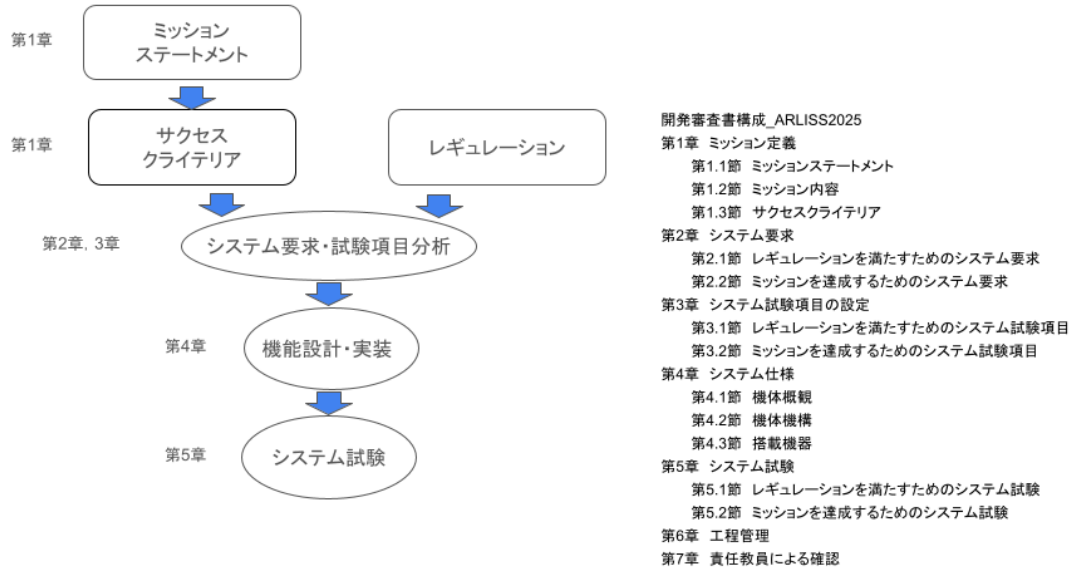 第1章
ミッション
ステートメント
第1章
サクセス
クライテリア
レギュレーション
第2章, 3章
システム要求・試験項目分析
第4章
機能設計・実装
第5章
システム試験
開発審査書構成_ARLISS2025
第1章 ミッション定義
第1.1節 ミッションステートメント
第1.2節 ミッション内容
第1.3節 サクセスクライテリア
第2章 システム要求
第2.1節 レギュレーションを満たすためのシステム要求
第2.2節 ミッションを達成するためのシステム要求
第3章 システム試験項目の設定
第3.1節 レギュレーションを満たすためのシステム試験項目
第3.2節 ミッションを達成するためのシステム試験項目
第4章 システム仕様
第4.1節 機体概観
第4.2節 機体機構
第4.3節 搭載機器
第5章 システム試験
第5.1節 レギュレーションを満たすためのシステム試験
第5.2節 ミッションを達成するためのシステム試験
第6章 工程管理
第7章 責任教員による確認